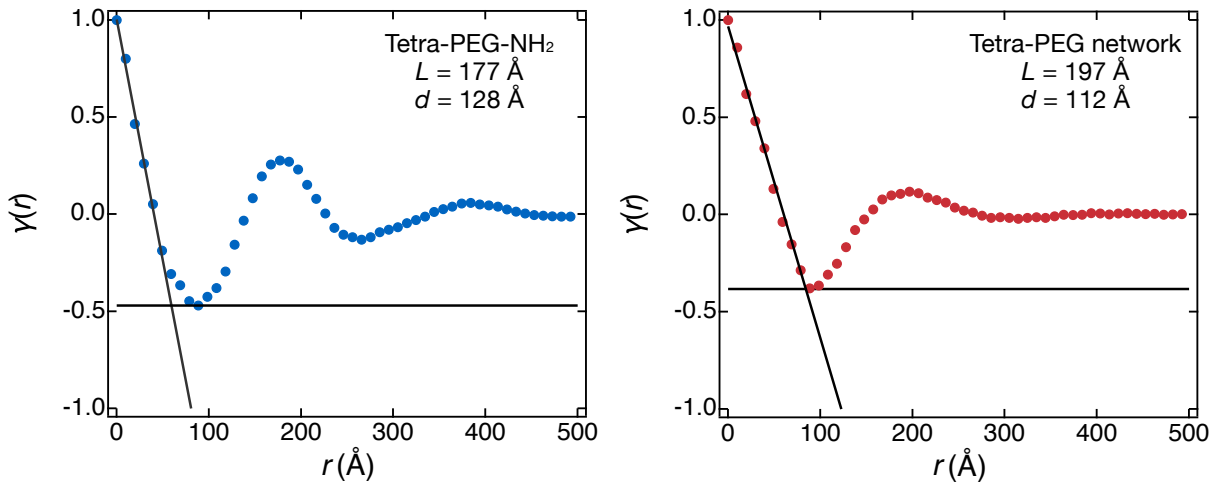 Tetra-PEG-NH₂
L = 177 Å
d = 128 Å
1.0
0.5
0.0
-0.5
-1.0
γ(r)
0 100 200 300 400 500
r (Å)
Tetra-PEG network
L = 197 Å
d = 112 Å
1.0
0.5
0.0
-0.5
-1.0
γ(r)
0 100 200 300 400 500
r (Å)